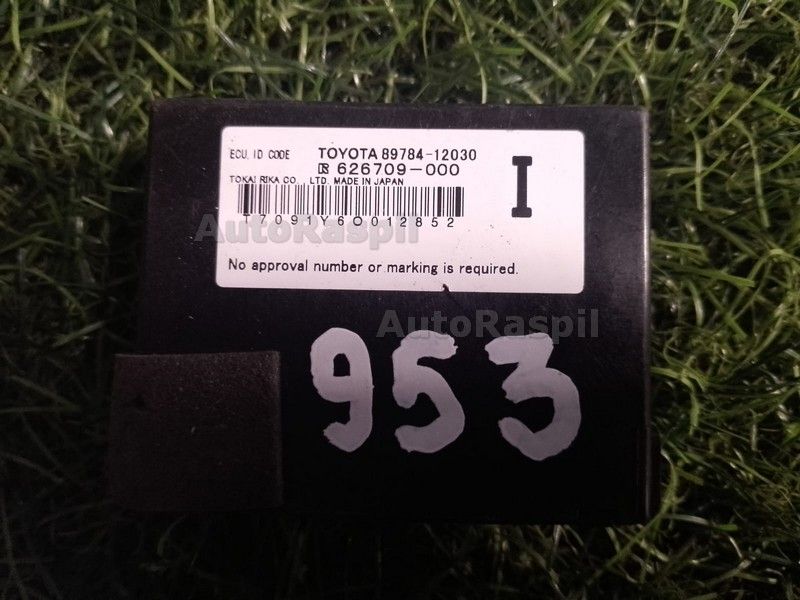 ECU, ID CODE TOYOTA 89784-12030
626709-000
TOKAI RIKA CO., LTD. MADE IN JAPAN
I
T7091Y60012852
AutoRaspil
No approval number or marking is required.
AutoRaspil
953